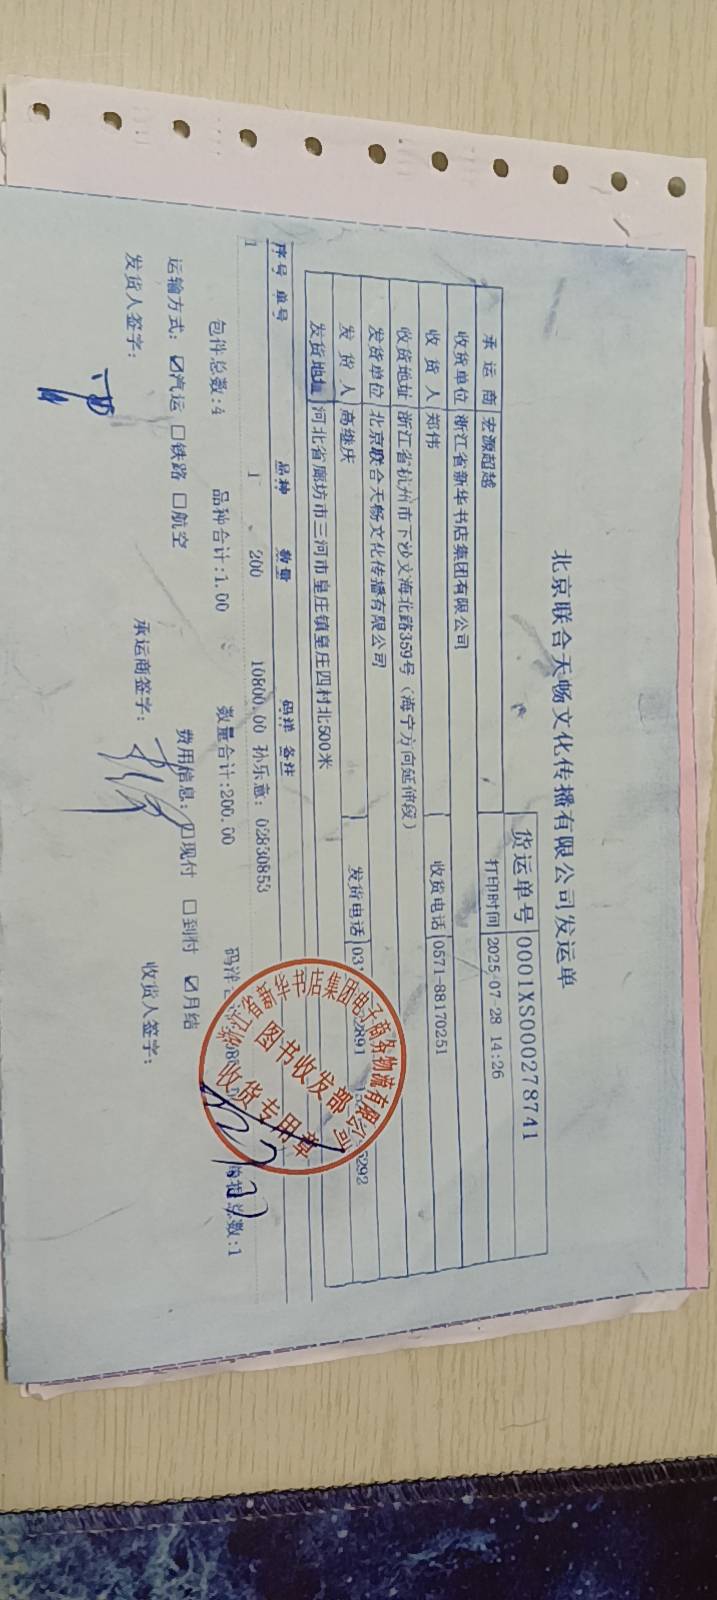 北京联合天畅文化传播有限公司发运单
货运单号 0001XS000278741
承运商 宏源超越 打印时间 2025/07-28 14:26
收货单位 浙江省新华书店集团有限公司
收货人 郑伟 收货电话 0571-88170251
收货地址 浙江省杭州市下沙文海北路359号（海宁方向延伸段）
发货单位 北京联合天畅文化传播有限公司
发货人 高继庆 发货电话
发货地址 河北省廊坊市三河市皇庄镇皇庄四村北500米
序号 单号 品种 数量 码洋 备注
1 1 200 10800.00 孙乐意：02830853
包件总数:4 品种合计:1.00 数量合计:200.00 总数:1
运输方式: ☑汽运 □铁路 □航空 费用信息: □现付 □到付 ☑月结
发货人签字: 承运商签字: 收货人签字:
浙江省新华书店集团电子商务物流有限公司
图书收发部
收货专用章